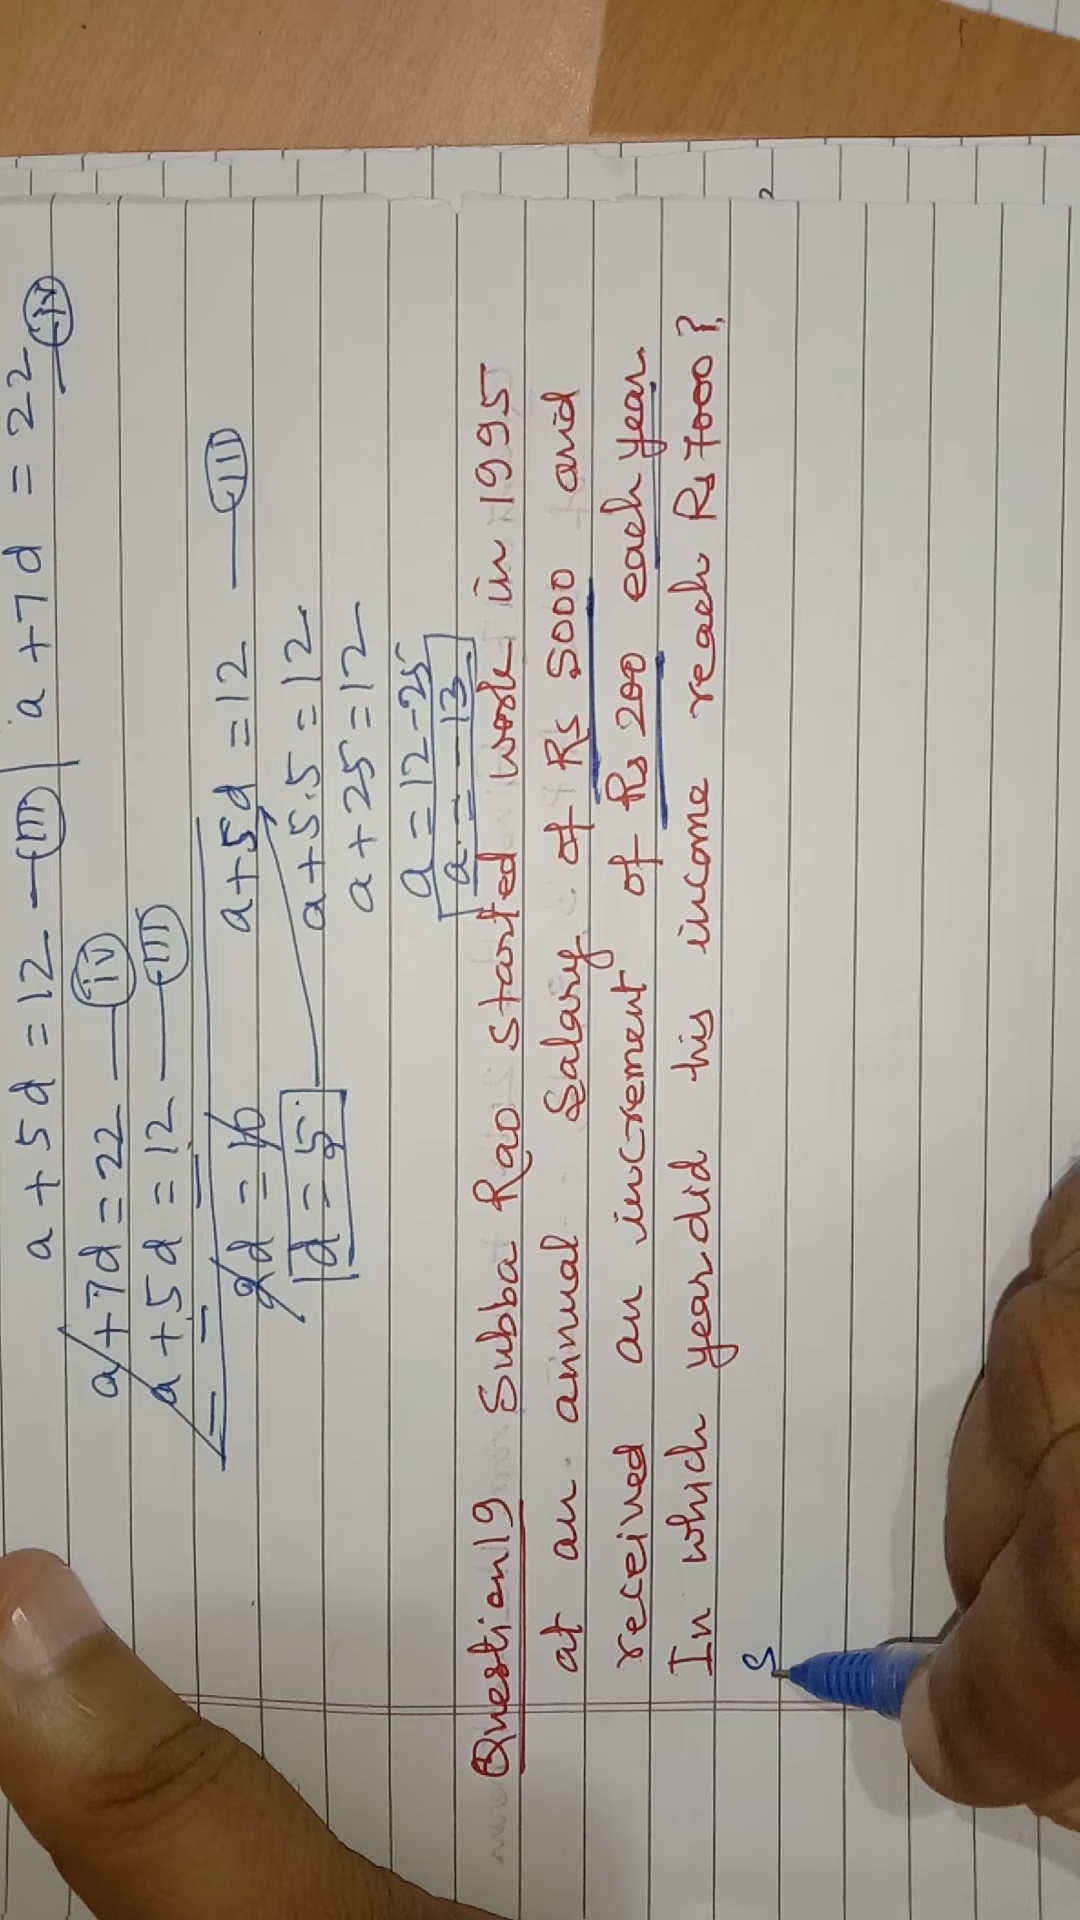 a + 5d = 12 — (iii) | a + 7d = 22 — (iv)
a + 7d = 22 — (iv)
a + 5d = 12 — (iii)
2d = 10
d = 5
a + 5d = 12 — (iii)
a + 5.5 = 12
a + 25 = 12
a = 12 - 25
a = - 13
Question 19 Subba Rao started work in 1995
at an annual Salary of Rs 5000 and
received an increment of Rs 200 each year.
In which year did his income reach Rs 7000?
S